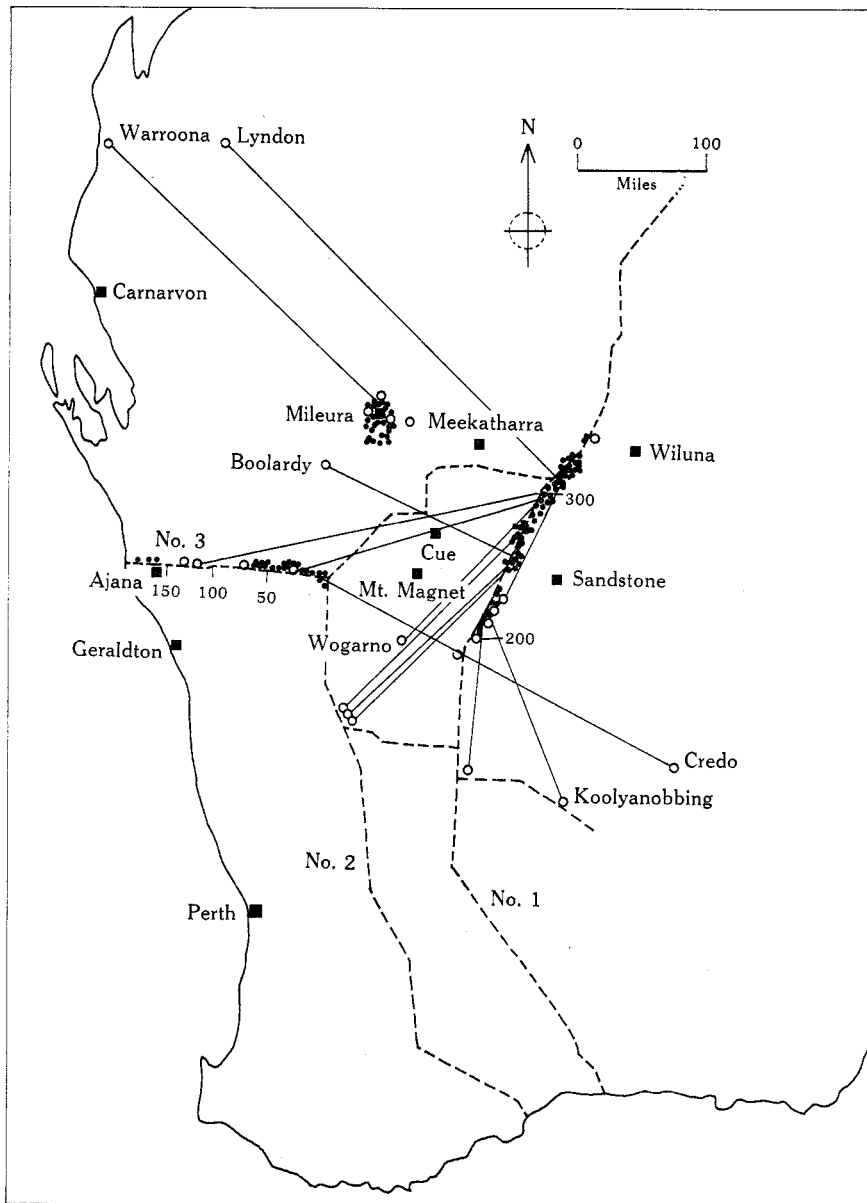 Warroona Lyndon
N
0 100
Miles
Carnarvon
Mileura
Meekatharra
Wiluna
Boolardy
300
No. 3
Cue
Ajana 150 100 50
Mt. Magnet
Sandstone
Wogarno
200
Geraldton
Credo
Koolyanobbing
No. 2
No. 1
Perth